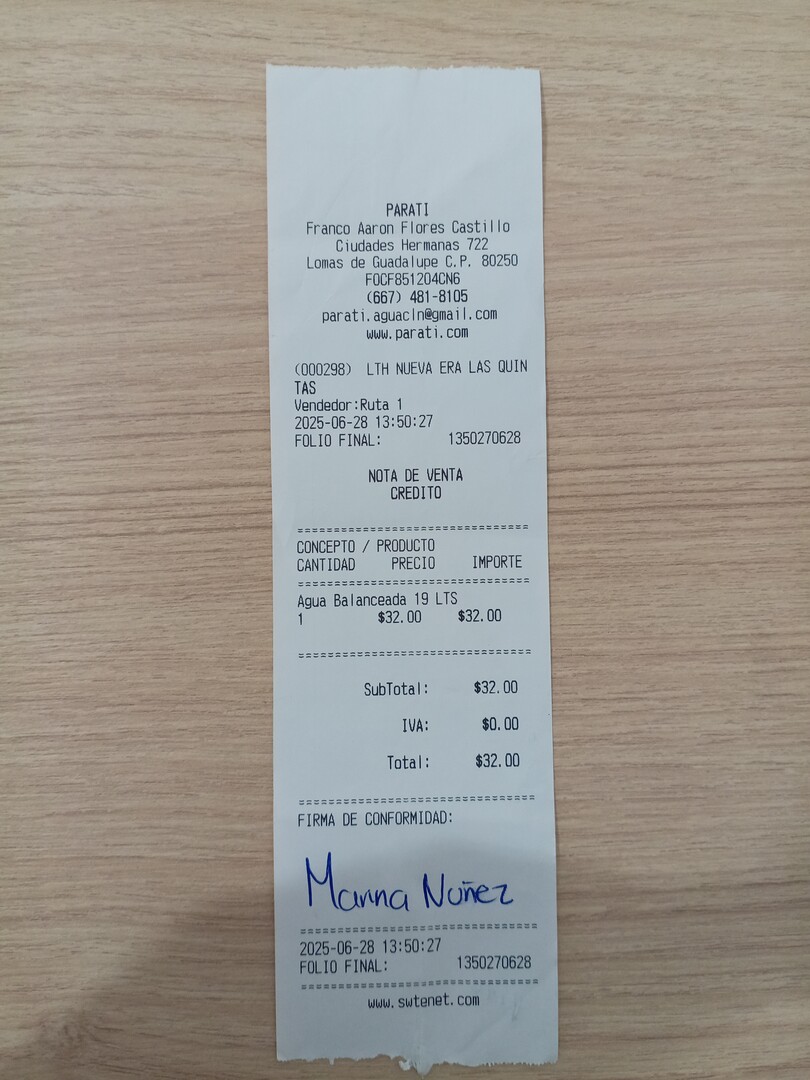 PARATI
Franco Aaron Flores Castillo
Ciudades Hermanas 722
Lomas de Guadalupe C.P. 80250
FOCF851204CN6
(667) 481-8105
parati.aguacln@gmail.com
www.parati.com
(000298) LTH NUEVA ERA LAS QUIN
TAS
Vendedor:Ruta 1
2025-06-28 13:50:27
FOLIO FINAL: 1350270628
NOTA DE VENTA
CREDITO
================================
CONCEPTO / PRODUCTO
CANTIDAD PRECIO IMPORTE
================================
Agua Balanceada 19 LTS
1 $32.00 $32.00
================================
SubTotal: $32.00
IVA: $0.00
Total: $32.00
================================
FIRMA DE CONFORMIDAD:
Marina Nuñez
================================
2025-06-28 13:50:27
FOLIO FINAL: 1350270628
================================
www.swtenet.com